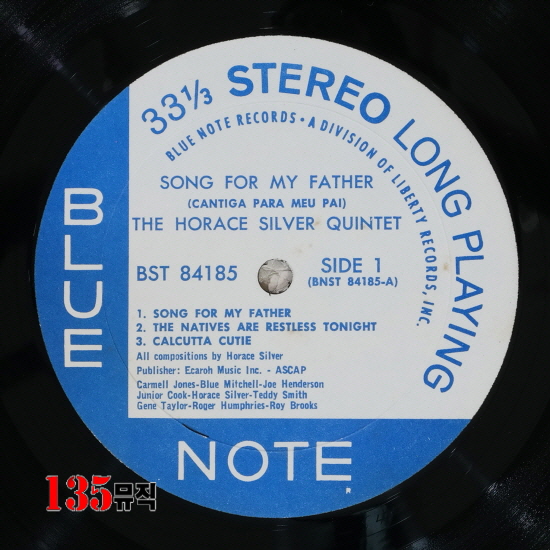 33⅓ STEREO LONG PLAYING
BLUE NOTE RECORDS • A DIVISION OF LIBERTY RECORDS, INC.
SONG FOR MY FATHER
(CANTIGA PARA MEU PAI)
THE HORACE SILVER QUINTET
BST 84185
SIDE 1
(BNST 84185-A)
1. SONG FOR MY FATHER
2. THE NATIVES ARE RESTLESS TONIGHT
3. CALCUTTA CUTIE
All compositions by Horace Silver
Publisher: Ecaroh Music Inc. - ASCAP
Carmell Jones-Blue Mitchell-Joe Henderson
Junior Cook-Horace Silver-Teddy Smith
Gene Taylor-Roger Humphries-Roy Brooks
BLUE
NOTE
R
135뮤직